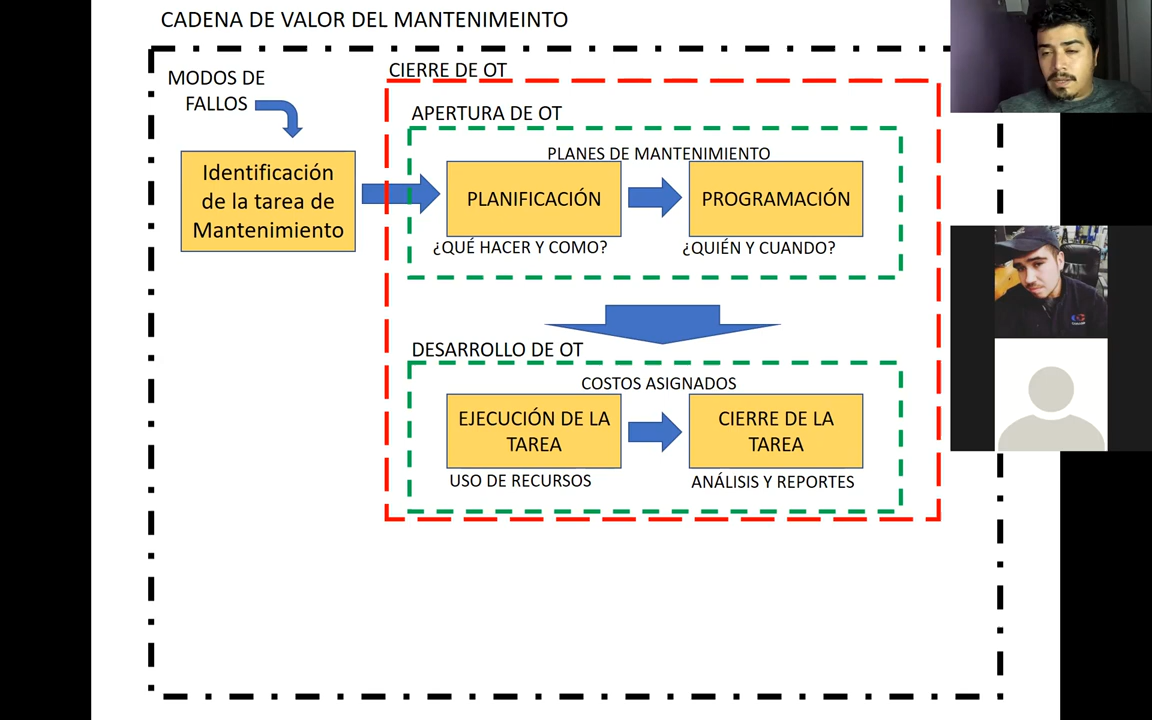 CADENA DE VALOR DEL MANTENIMEINTO
MODOS DE
FALLOS
Identificación
de la tarea de
Mantenimiento
CIERRE DE OT
APERTURA DE OT
PLANES DE MANTENIMIENTO
PLANIFICACIÓN
PROGRAMACIÓN
¿QUÉ HACER Y COMO?
¿QUIÉN Y CUANDO?
DESARROLLO DE OT
COSTOS ASIGNADOS
EJECUCIÓN DE LA
TAREA
CIERRE DE LA
TAREA
USO DE RECURSOS
ANÁLISIS Y REPORTES